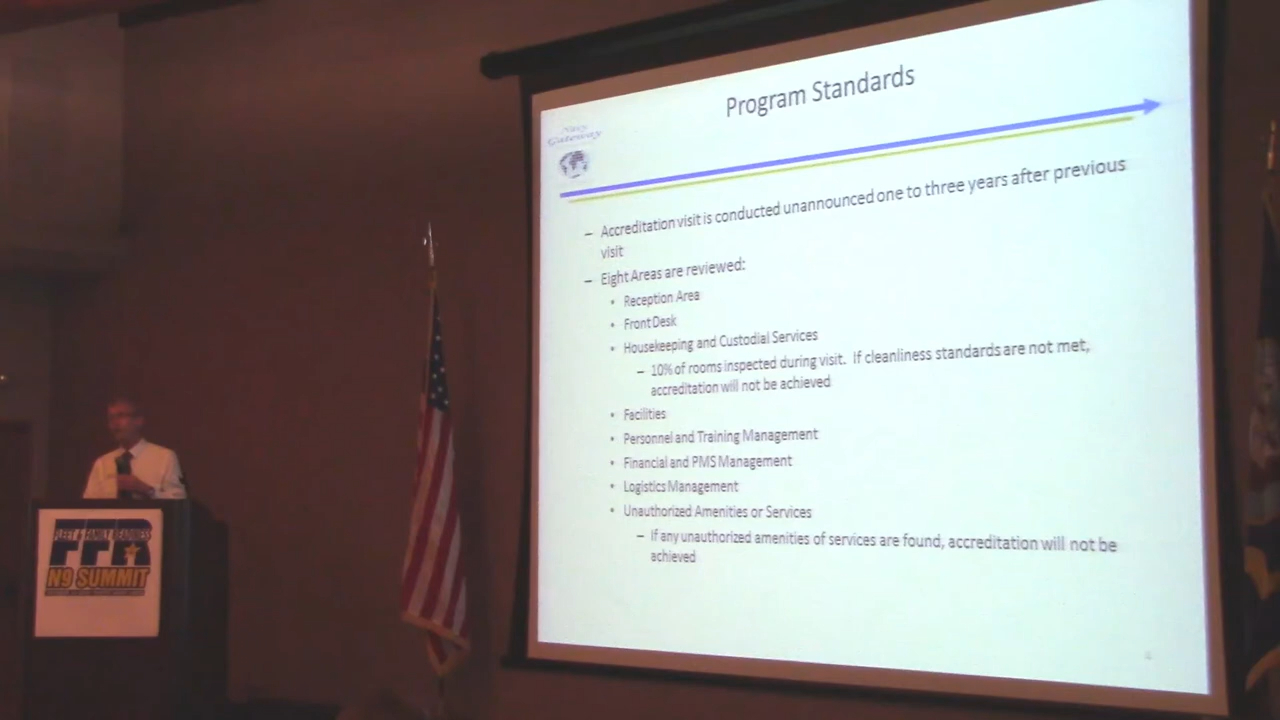 Program Standards
Navy
Gateway
– Accreditation visit is conducted unannounced one to three years after previous
visit
– Eight Areas are reviewed:
• Reception Area
• Front Desk
• Housekeeping and Custodial Services
– 10% of rooms inspected during visit. If cleanliness standards are not met,
accreditation will not be achieved
• Facilities
• Personnel and Training Management
• Financial and PMS Management
• Logistics Management
• Unauthorized Amenities or Services
– If any unauthorized amenities of services are found, accreditation will not be
achieved
FLEET & FAMILY READINESS
FFR
N9 SUMMIT